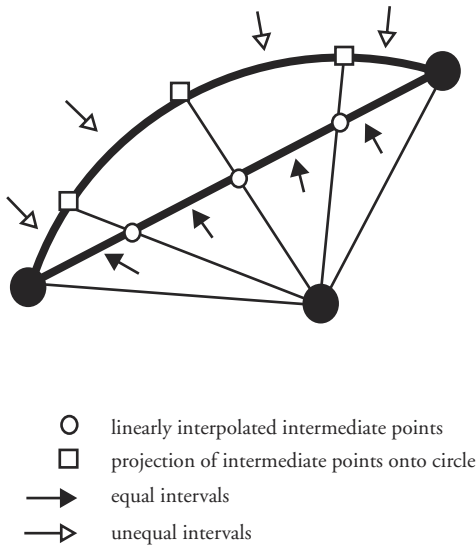 linearly interpolated intermediate points
projection of intermediate points onto circle
equal intervals
unequal intervals